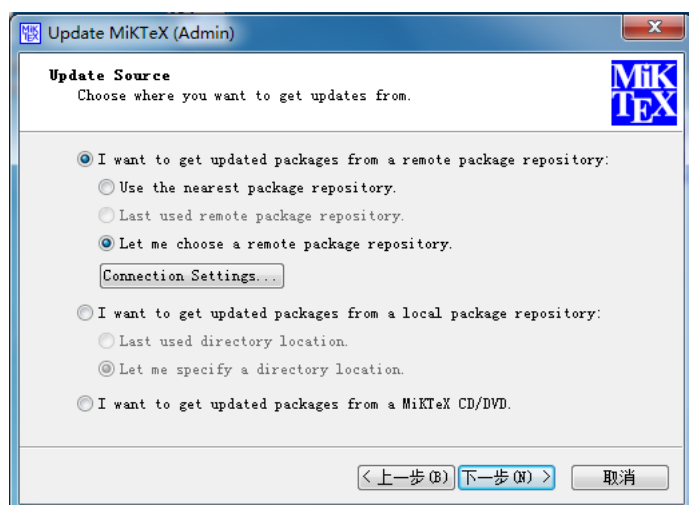 MiK
TEX
Update MiKTeX (Admin)
Update Source
Choose where you want to get updates from.
MiK
TEX
I want to get updated packages from a remote package repository:
Use the nearest package repository.
Last used remote package repository.
Let me choose a remote package repository.
Connection Settings...
I want to get updated packages from a local package repository:
Last used directory location.
Let me specify a directory location.
I want to get updated packages from a MiKTeX CD/DVD.
< 上一步(B) 下一步(N) > 取消